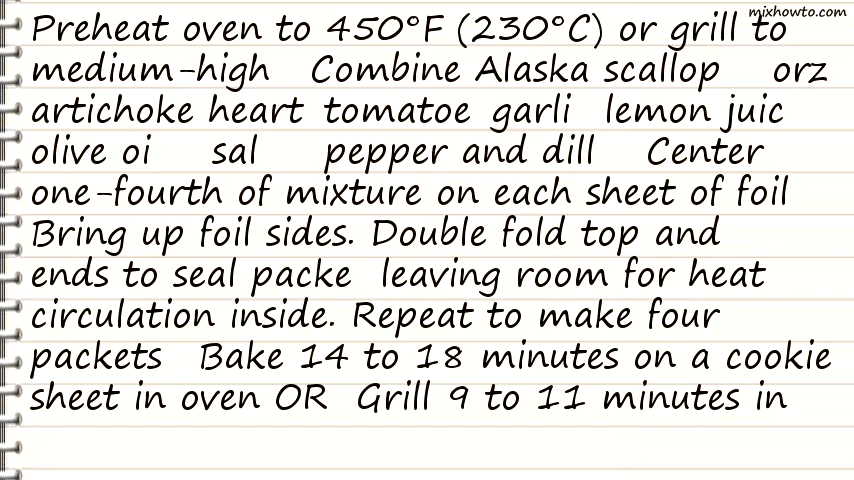 mixhowto.com
Preheat oven to 450°F (230°C) or grill to
medium-high Combine Alaska scallop orz
artichoke heart tomatoe garli lemon juic
olive oi sal pepper and dill Center
one-fourth of mixture on each sheet of foil
Bring up foil sides. Double fold top and
ends to seal packe leaving room for heat
circulation inside. Repeat to make four
packets Bake 14 to 18 minutes on a cookie
sheet in oven OR Grill 9 to 11 minutes in